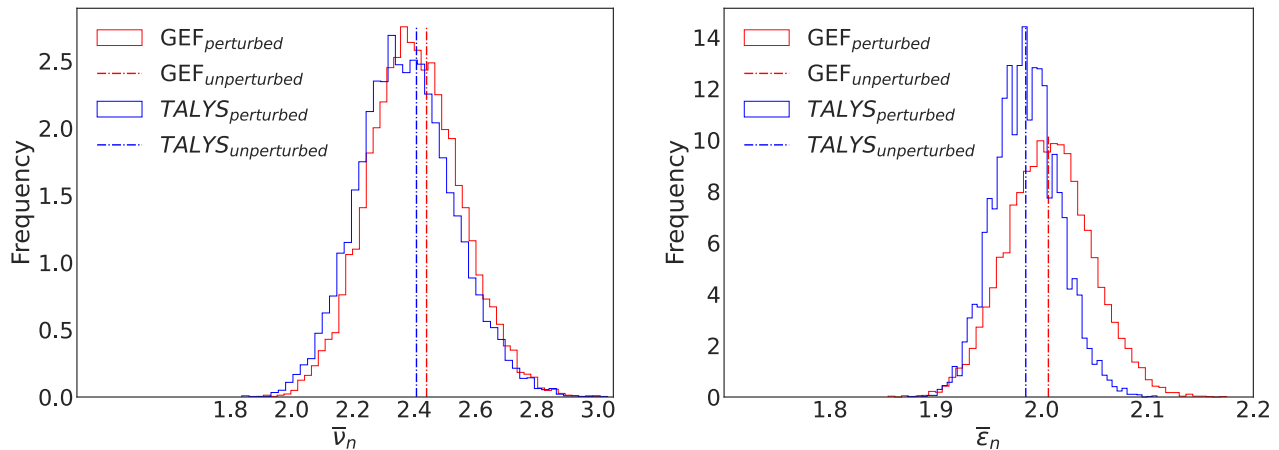 GEF_perturbed
GEF_unperturbed
TALYS_perturbed
TALYS_unperturbed
Frequency
2.5
2.0
1.5
1.0
0.5
0.0
1.8 2.0 2.2 2.4 2.6 2.8 3.0
ν̅_n
GEF_perturbed
GEF_unperturbed
TALYS_perturbed
TALYS_unperturbed
Frequency
14
12
10
8
6
4
2
0
1.8 1.9 2.0 2.1 2.2
ε̅_n